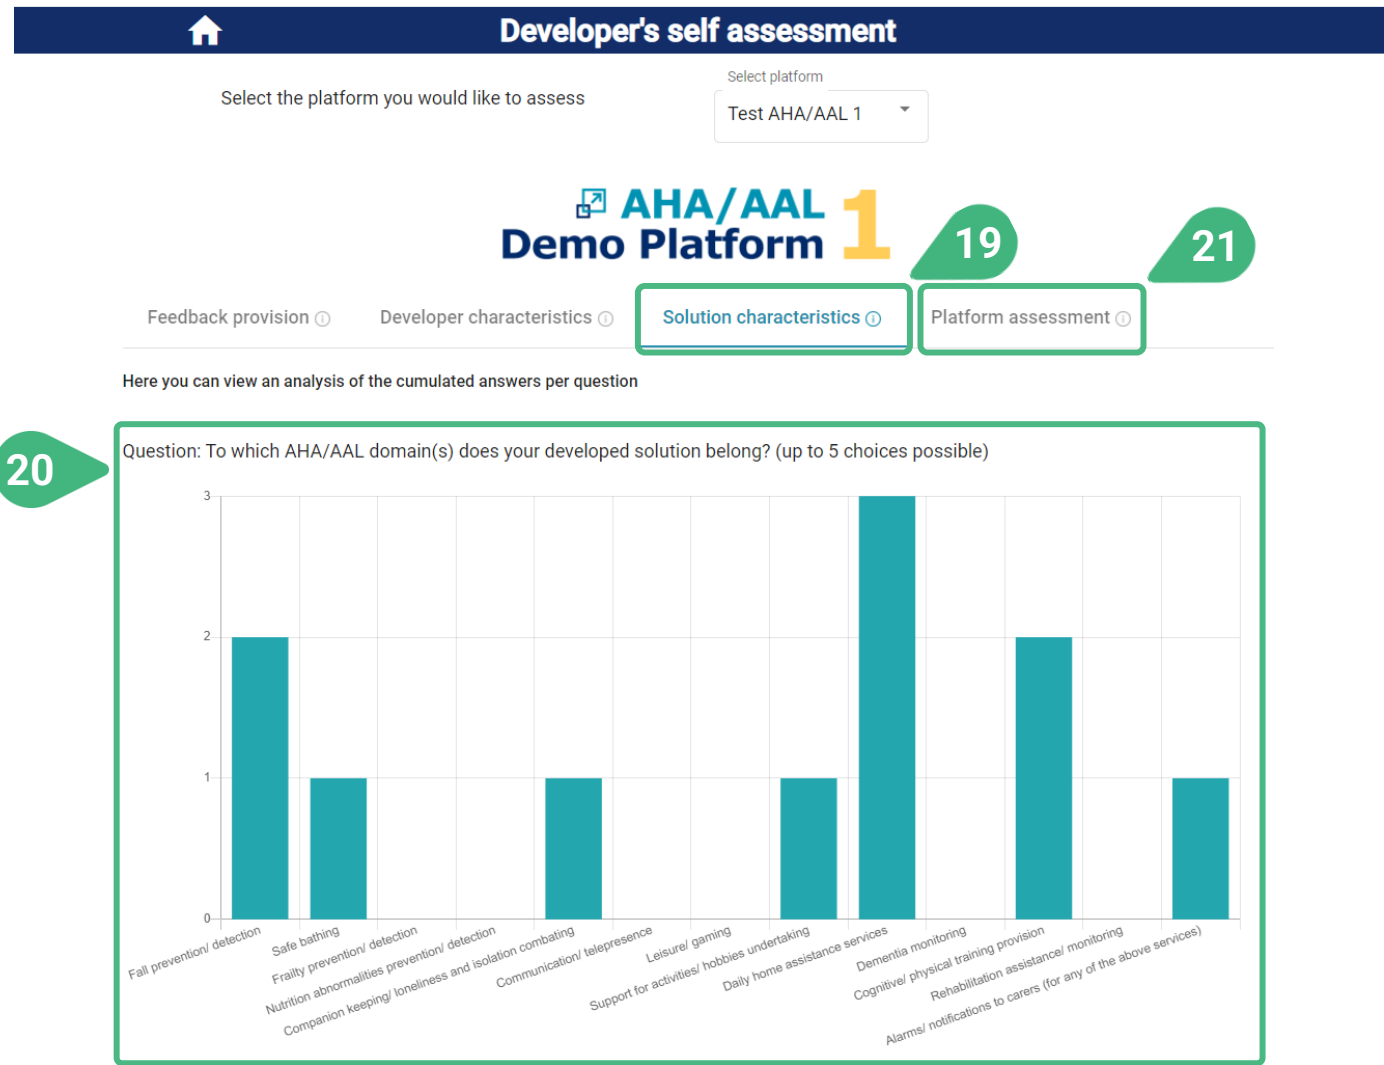 Developer's self assessment
Select platform
Select the platform you would like to assess
Test AHA/AAL 1
AHA/AAL
Demo Platform 1
19
21
Feedback provision
Developer characteristics
Solution characteristics
Platform assessment
Here you can view an analysis of the cumulated answers per question
20
Question: To which AHA/AAL domain(s) does your developed solution belong? (up to 5 choices possible)
3
2
1
0
Fall prevention/ detection
Safe bathing
Frailty prevention/ detection
Nutrition abnormalities prevention/ detection
Companion keeping/ loneliness and isolation combating
Communication/ telepresence
Leisure/ gaming
Support for activities/ hobbies undertaking
Daily home assistance services
Dementia monitoring
Cognitive/ physical training provision
Rehabilitation assistance/ monitoring
Alarms/ notifications to carers (for any of the above services)